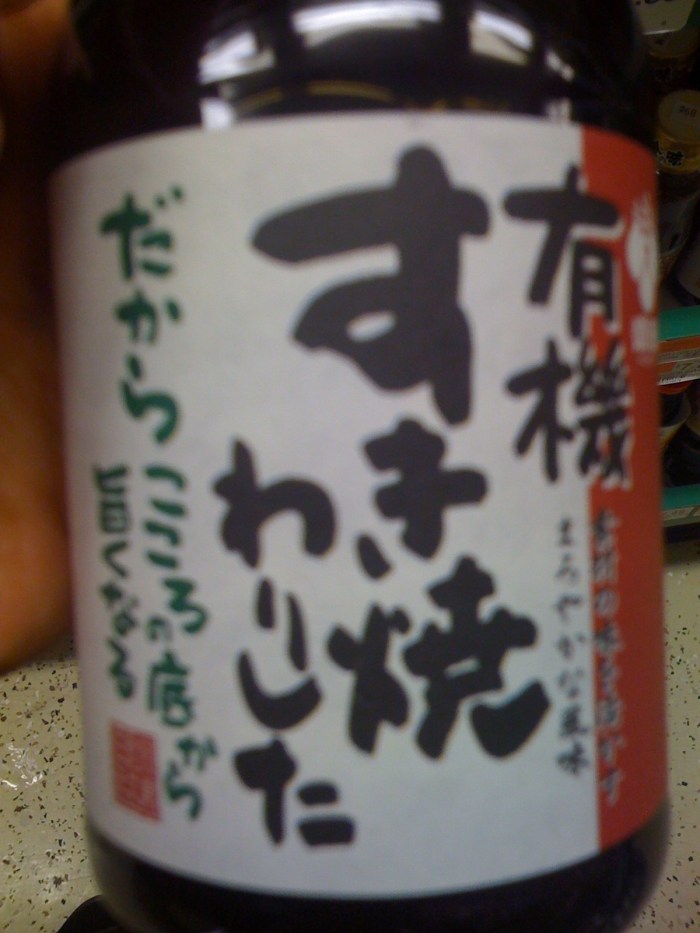 有機
まろやかな風味
すき焼
わりした
だから
こころの底から
旨くなる